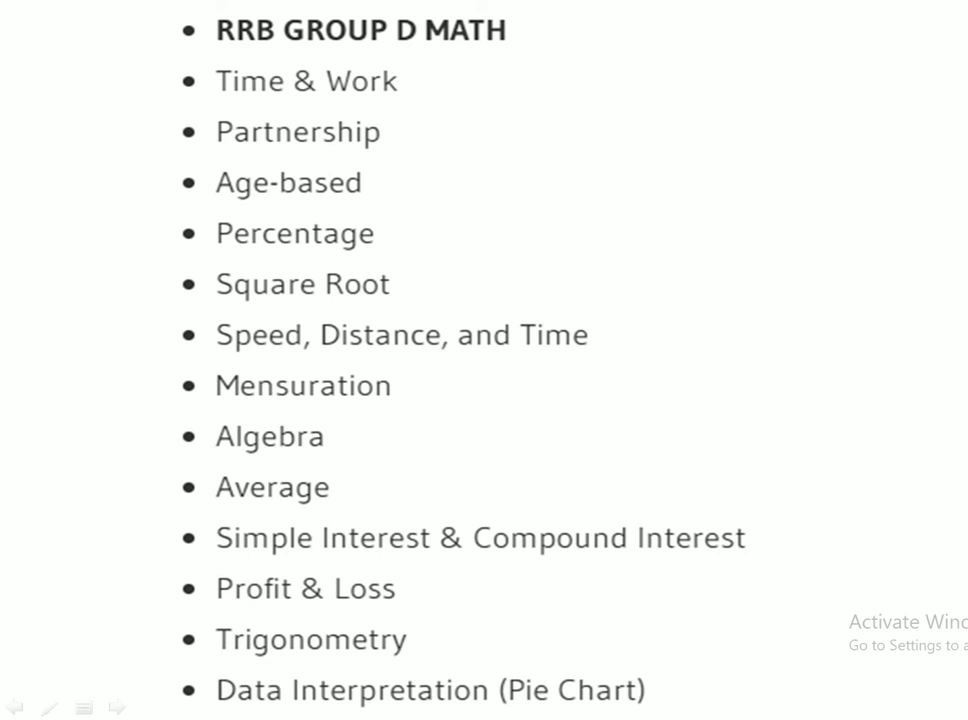 RRB GROUP D MATH
Time & Work
Partnership
Age-based
Percentage
Square Root
Speed, Distance, and Time
Mensuration
Algebra
Average
Simple Interest & Compound Interest
Profit & Loss
Trigonometry
Data Interpretation (Pie Chart)
Activate Wind
Go to Settings to a